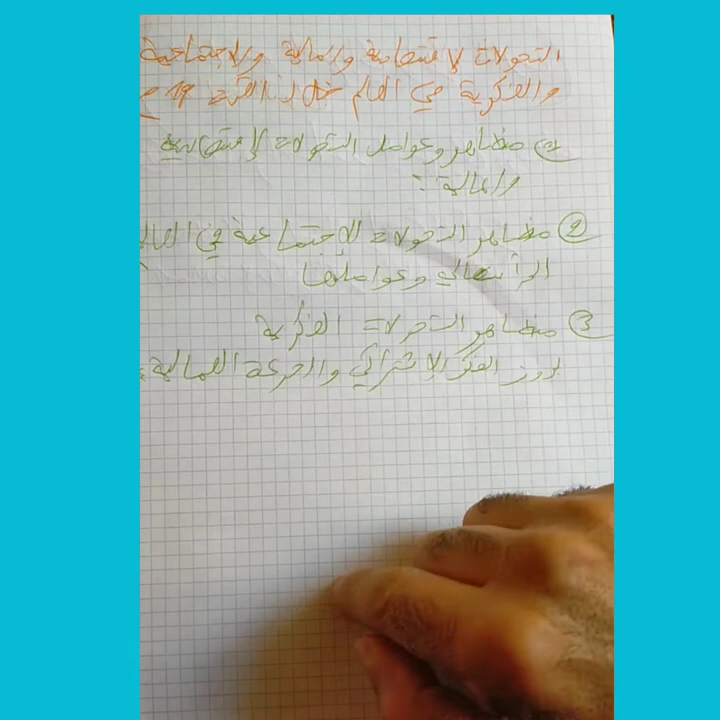 التحولات الاقتصادية والمالية والاجتماعية
والفكرية في العالم خلال القرن 19 م
① مظاهر وعوامل التحولات الاقتصادية
والمالية :
② مظاهر التحولات الاجتماعية في العالم
الرأسمالي وعواملها
③ مظاهر التحولات الفكرية
بروز الفكر الإشتراكي والحركة العمالية